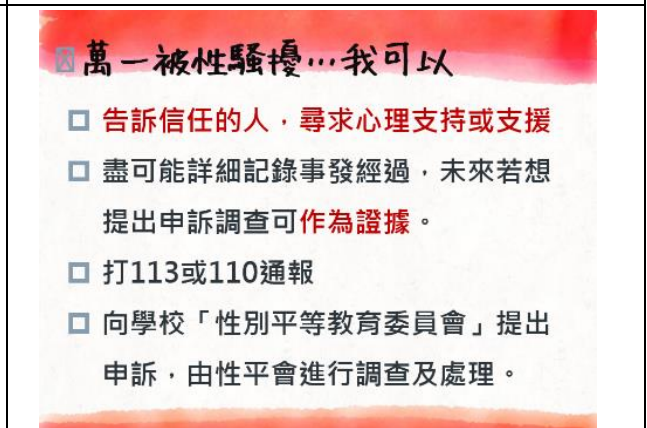 萬一被性騷擾…我可以
□ 告訴信任的人，尋求心理支持或支援
□ 盡可能詳細記錄事發經過，未來若想
提出申訴調查可作為證據。
□ 打113或110通報
□ 向學校「性別平等教育委員會」提出
申訴，由性平會進行調查及處理。